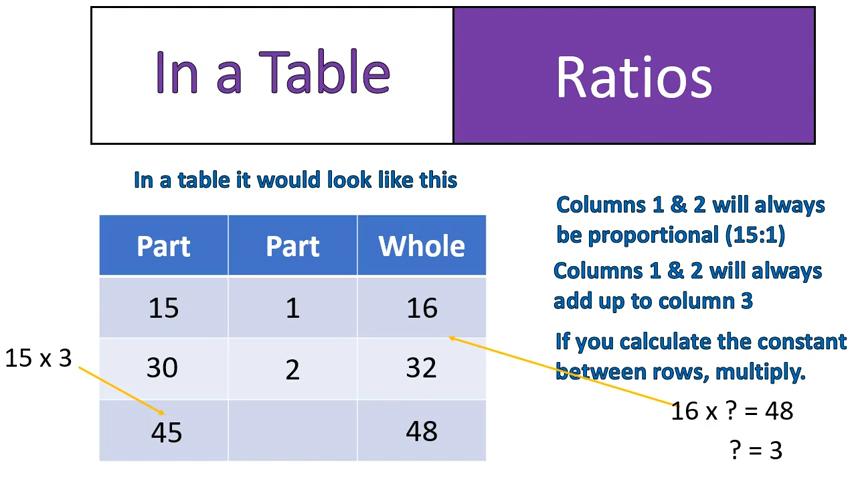 In a Table
Ratios
In a table it would look like this
Part Part Whole
15 1 16
30 2 32
45 48
15 x 3
Columns 1 & 2 will always
be proportional (15:1)
Columns 1 & 2 will always
add up to column 3
If you calculate the constant
between rows, multiply.
16 x ? = 48
? = 3